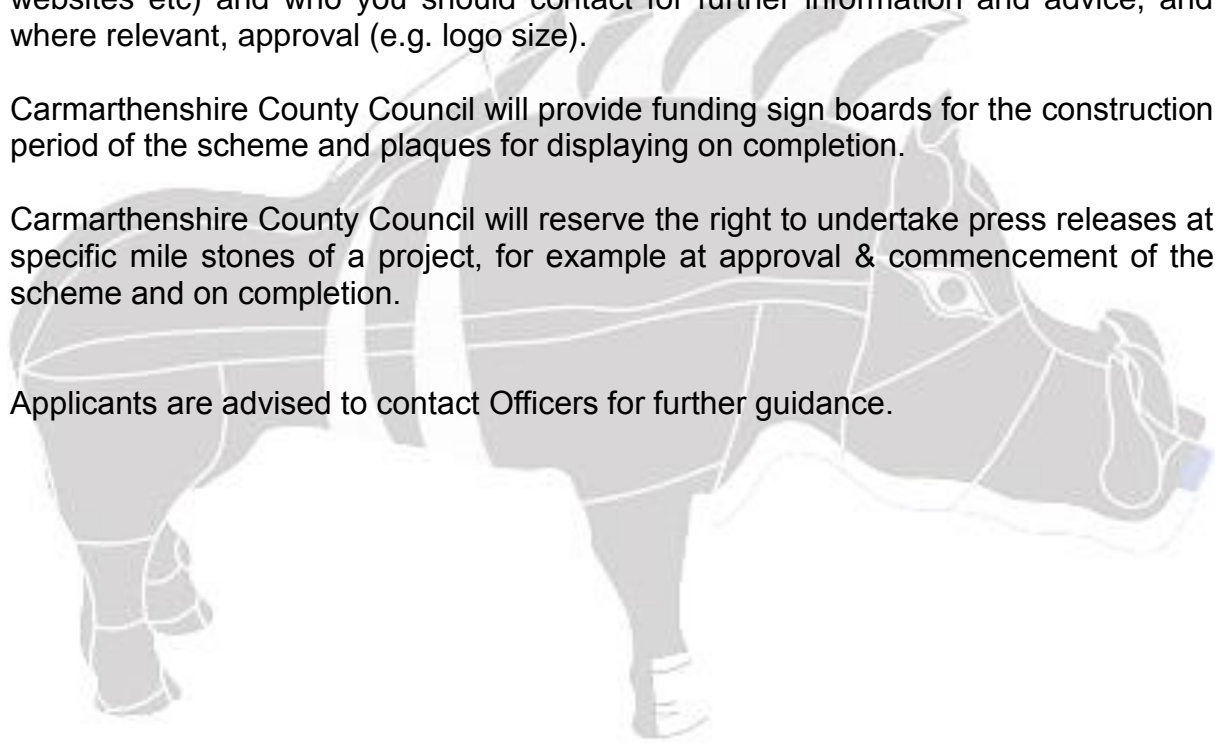 websites etc) and who you should contact for further information and advice, and
where relevant, approval (e.g. logo size).
Carmarthenshire County Council will provide funding sign boards for the construction
period of the scheme and plaques for displaying on completion.
Carmarthenshire County Council will reserve the right to undertake press releases at
specific mile stones of a project, for example at approval & commencement of the
scheme and on completion.
Applicants are advised to contact Officers for further guidance.